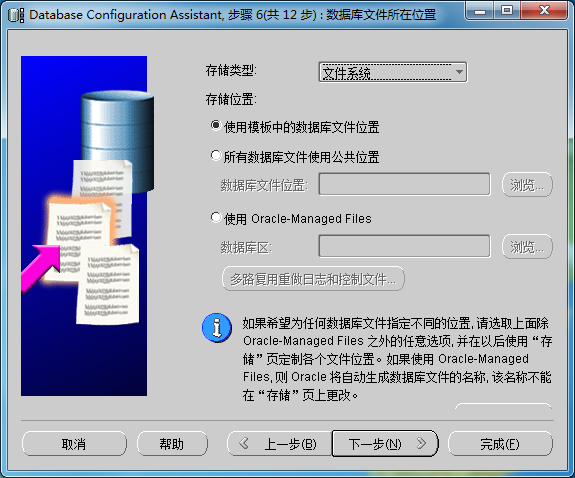 Database Configuration Assistant, 步骤 6(共 12 步) : 数据库文件所在位置
存储类型:
文件系统
存储位置:
使用模板中的数据库文件位置
所有数据库文件使用公共位置
数据库文件位置:
浏览...
使用 Oracle-Managed Files
数据库区:
浏览...
多路复用重做日志和控制文件...
如果希望为任何数据库文件指定不同的位置, 请选取上面除
Oracle-Managed Files 之外的任意选项, 并在以后使用“存
储”页定制各个文件位置。如果使用 Oracle-Managed
Files, 则 Oracle 将自动生成数据库文件的名称, 该名称不能
在“存储”页上更改。
取消
帮助
上一步(B)
下一步(N)
完成(F)